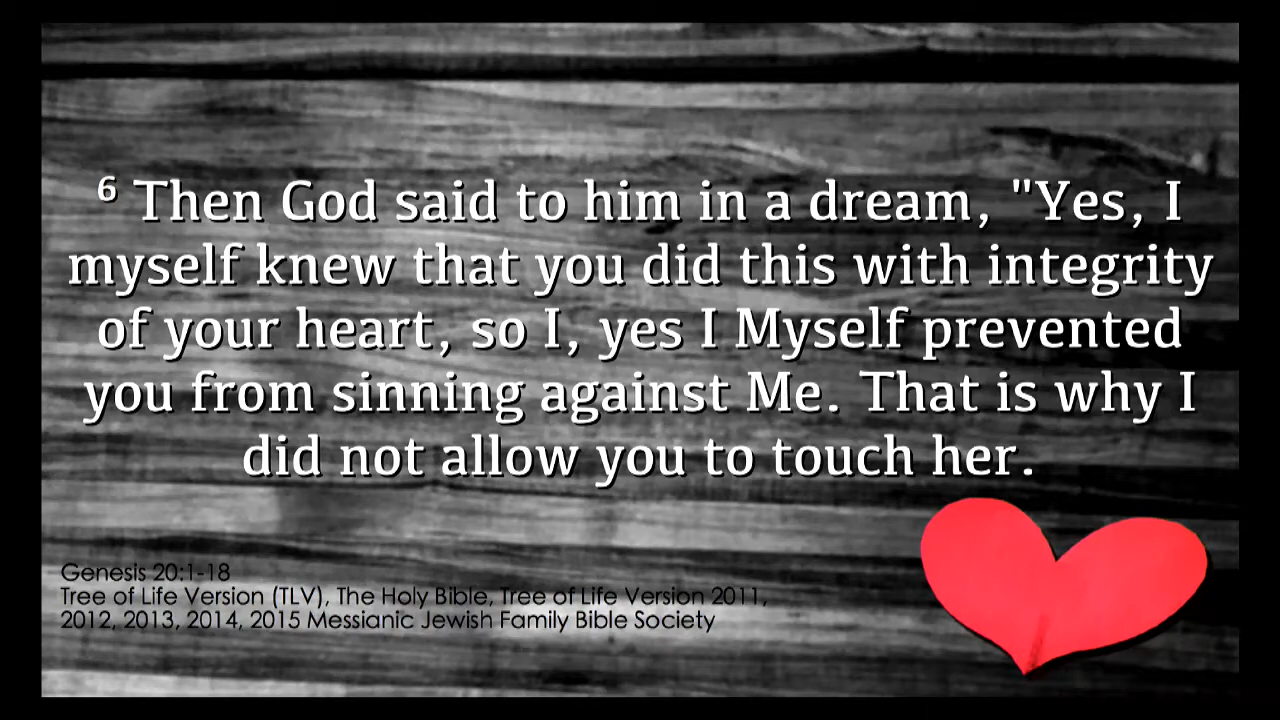 6 Then God said to him in a dream, "Yes, I
myself knew that you did this with integrity
of your heart, so I, yes I Myself prevented
you from sinning against Me. That is why I
did not allow you to touch her.
Genesis 20:1-18
Tree of Life Version (TLV), The Holy Bible, Tree of Life Version 2011,
2012, 2013, 2014, 2015 Messianic Jewish Family Bible Society